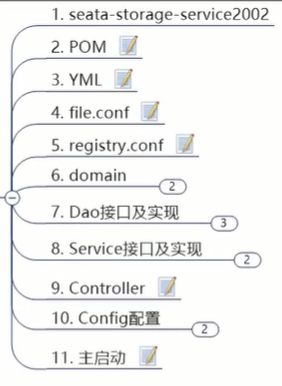 1. seata-storage-service2002
2. POM
3. YML
4. file.conf
5. registry.conf
6. domain 2
7. Dao接口及实现 3
8. Service接口及实现 2
9. Controller
10. Config配置 2
11. 主启动